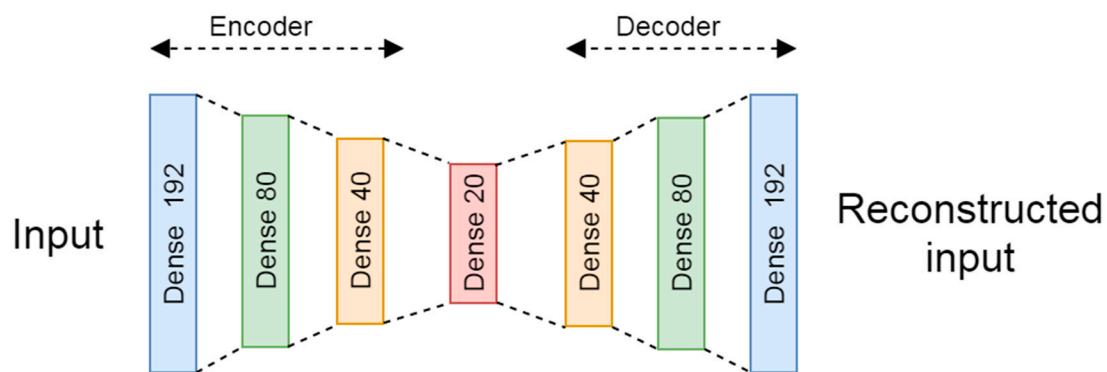 Encoder
Decoder
Input
Dense 192
Dense 80
Dense 40
Dense 20
Dense 40
Dense 80
Dense 192
Reconstructed
input